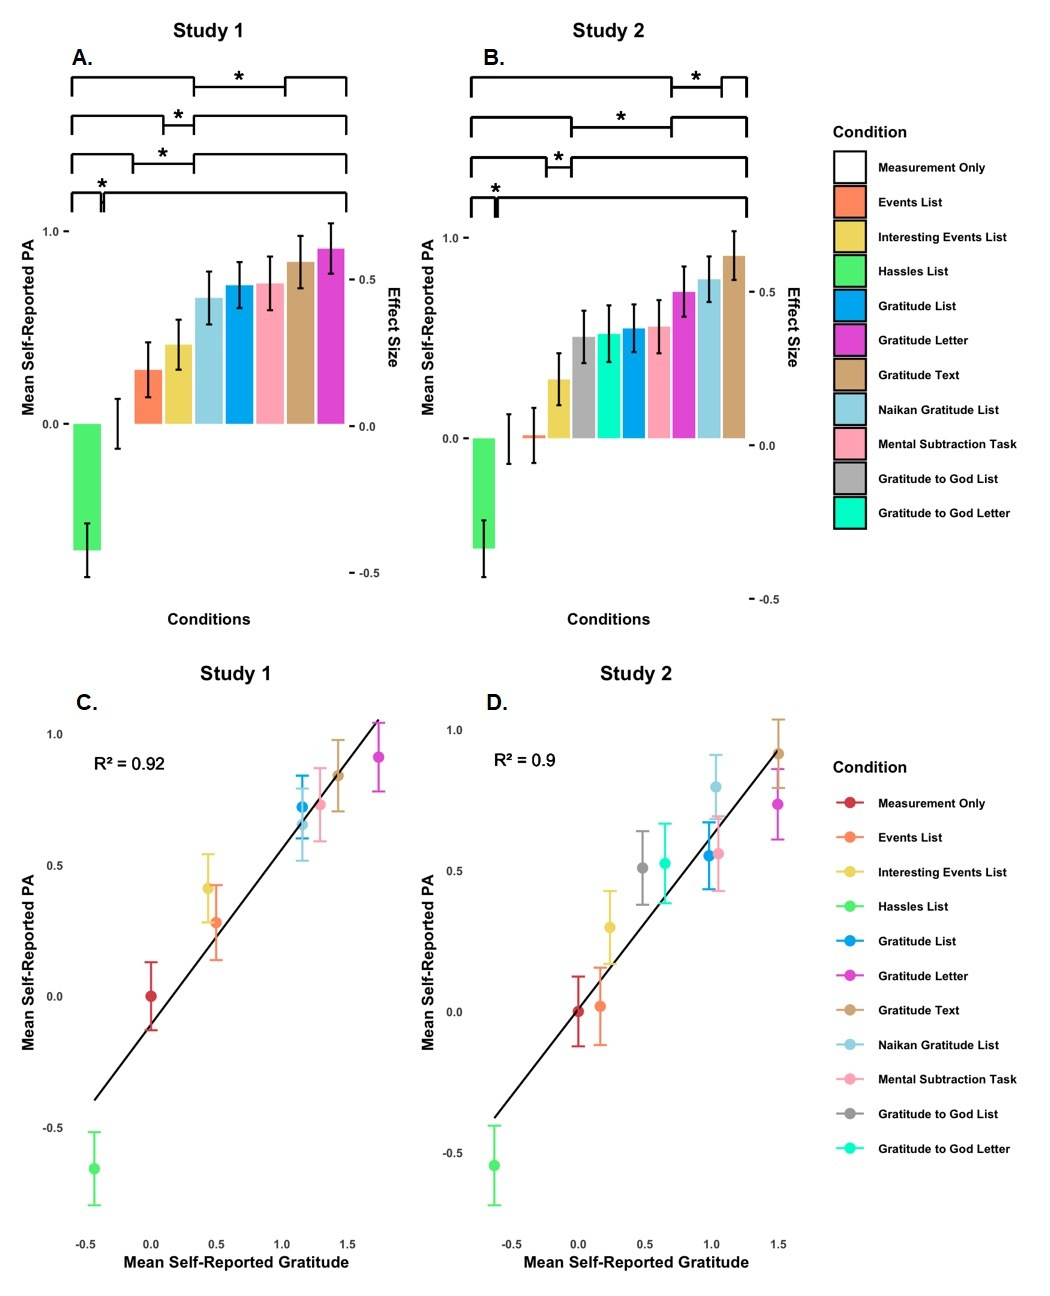 Study 1
A.
*
*
*
*
Mean Self-Reported PA
1.0
0.0
0.5
0.0
-0.5
Effect Size
Conditions
Study 2
B.
*
*
*
*
Mean Self-Reported PA
1.0
0.0
0.5
0.0
-0.5
Effect Size
Conditions
Condition
Measurement Only
Events List
Interesting Events List
Hassles List
Gratitude List
Gratitude Letter
Gratitude Text
Naikan Gratitude List
Mental Subtraction Task
Gratitude to God List
Gratitude to God Letter
Study 1
C.
R² = 0.92
Mean Self-Reported PA
1.0
0.5
0.0
-0.5
-0.5 0.0 0.5 1.0 1.5
Mean Self-Reported Gratitude
Study 2
D.
R² = 0.9
Mean Self-Reported PA
1.0
0.5
0.0
-0.5
-0.5 0.0 0.5 1.0 1.5
Mean Self-Reported Gratitude
Condition
Measurement Only
Events List
Interesting Events List
Hassles List
Gratitude List
Gratitude Letter
Gratitude Text
Naikan Gratitude List
Mental Subtraction Task
Gratitude to God List
Gratitude to God Letter